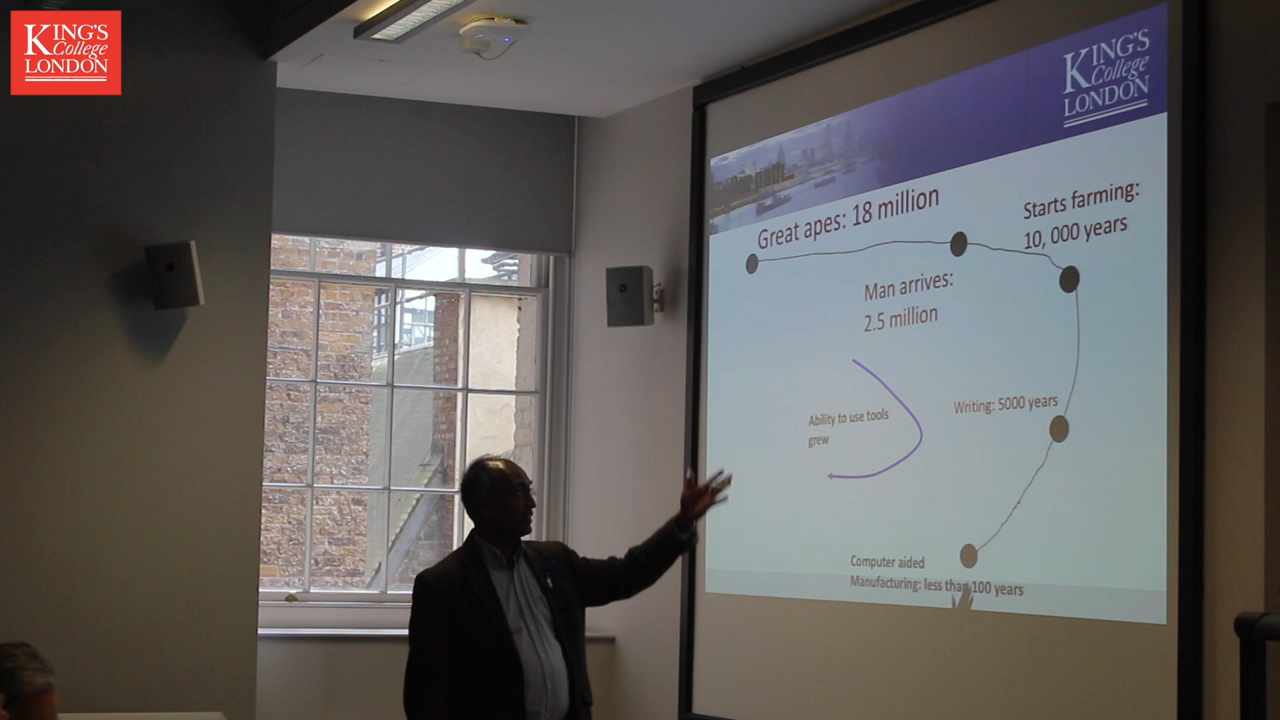 KING'S
College
LONDON
KING'S
College
LONDON
Great apes: 18 million
Starts farming:
10, 000 years
Man arrives:
2.5 million
Ability to use tools
grew
Writing: 5000 years
Computer aided
Manufacturing: less than 100 years